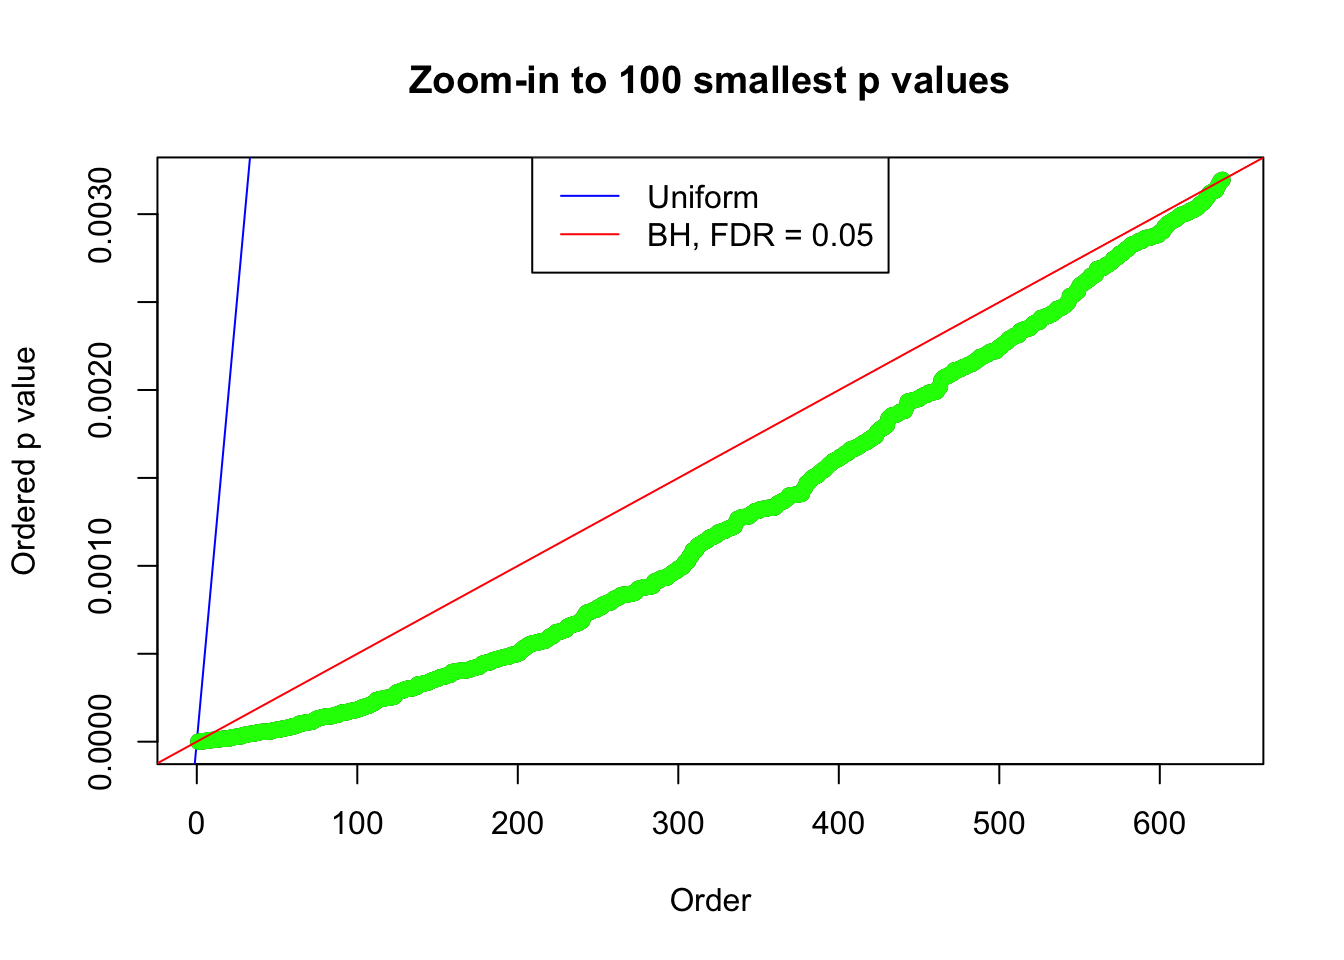 Zoom-in to 100 smallest p values
Uniform
BH, FDR = 0.05
Ordered p value
0.0030
0.0020
0.0010
0.0000
0 100 200 300 400 500 600
Order